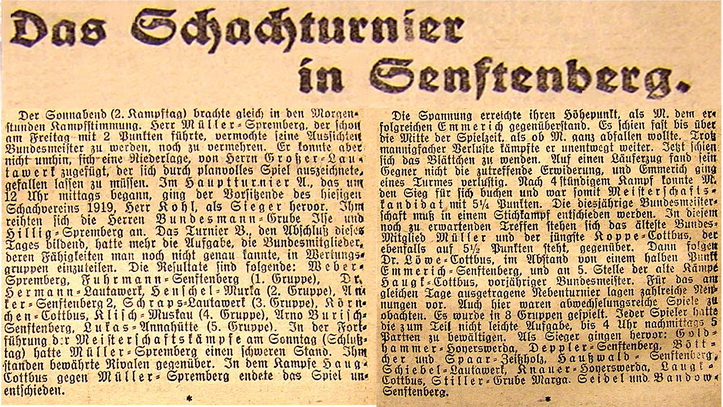 Das Schachturnier
in Senftenberg.
Der Sonnabend (2. Kampftag) brachte gleich in den Morgen-
stunden Kampfstimmung. Herr Müller-Spremberg, der schon
am Freitag mit 2 Punkten führte, vermochte seine Aussichten
Bundesmeister zu werden, noch zu vermehren. Er konnte aber
nicht umhin, sich eine Niederlage, von Herrn Großer-Lau-
tawerk zugefügt, der sich durch planvolles Spiel auszeichnete,
gefallen lassen zu müssen. Im Hauptturnier A., das um
12 Uhr mittags begann, ging der Vorsitzende des hiesigen
Schachvereins 1919, Herr Kohl, als Sieger hervor. Ihm
reihten sich die Herren Bundesmann-Grube Ilse und
Hillig-Spremberg an. Das Turnier B., den Abschluß dieses
Tages bildend, hatte mehr die Aufgabe, die Bundesmitglieder,
deren Fähigkeiten man noch nicht genau kannte, in Wertungs-
gruppen einzuteilen. Die Resultate sind folgende: Weber-
Spremberg, Fuhrmann-Senftenberg (1. Gruppe), Dr.
Hermann-Lautawerk, Henschel-Murka (2. Gruppe), An-
ker-Senftenberg 2, Schraps-Lautawerk (3. Gruppe), Körn-
chen-Cottbus, Klisch-Muskau (4. Gruppe), Arno Burisch-
Senftenberg, Lukas-Annahütte (5. Gruppe). In der Fort-
führung der Meisterschaftskämpfe am Sonntag (Schluß-
tag) hatte Müller-Spremberg einen schweren Stand. Ihm
standen bewährte Rivalen gegenüber. In dem Kampfe Haug-
Cottbus gegen Müller-Spremberg endete das Spiel un-
entschieden.
*
Die Spannung erreichte ihren Höhepunkt, als M. dem er-
folgreichen Emmerich gegenüberstand. Es schien fast bis über
die Mitte der Spielzeit, als ob M. ganz abfallen wollte. Trotz
mannigfacher Verluste kämpfte er unentwegt weiter. Jetzt schien
sich das Blättchen zu wenden. Auf einen Läuferzug fand sein
Gegner nicht die zutreffende Erwiderung, und Emmerich ging
eines Turmes verlustig. Nach 4stündigem Kampf konnte M.
den Sieg für sich buchen und war somit Meisterschafts-
kandidat mit 5½ Punkten. Die diesjährige Bundesmeister-
schaft muß in einem Stichkampf entschieden werden. In diesem
noch zu erwartenden Treffen stehen sich das älteste Bundes-
Mitglied Müller und der jüngste Koppe-Cottbus, der
ebenfalls auf 5½ Punkten steht, gegenüber. Dann folgen
Dr. Löwe-Cottbus, im Abstand von einem halben Punkt
Emmerich-Senftenberg, und an 5. Stelle der alte Kämpe
Haugk-Cottbus, vorjähriger Bundesmeister. Für das am
gleichen Tage ausgetragene Nebenturnier lagen zahlreiche Nen-
nungen vor. Auch hier waren abwechselungsreiche Spiele zu
beobachten. Es wurde in 8 Gruppen gespielt. Jeder Spieler hatte
die zum Teil nicht leichte Aufgabe, bis 4 Uhr nachmittags 5
Partien zu bewältigen. Als Sieger gingen hervor: Gold-
hammer-Hoyerswerda, Deppler-Senftenberg, Bött-
cher und Spaar-Zeißholz, Haußwald-Senftenberg,
Schiebel-Lautawerk, Knauer-Hoyerswerda, Laugk-
Cottbus, Stiller-Grube Marga. Seidel und Bandow-
Senftenberg.
*